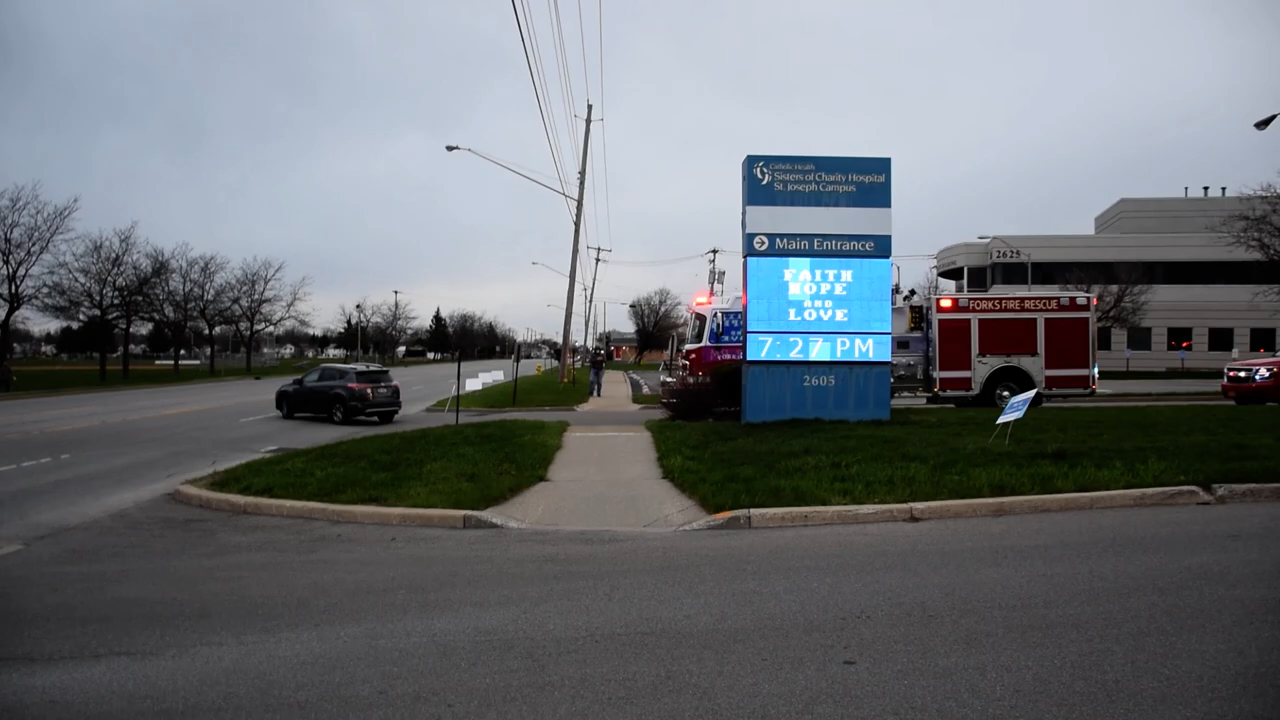 Catholic Health
Sisters of Charity Hospital
St. Joseph Campus
Main Entrance
FAITH
HOPE
AND
LOVE
7:27 PM
2605
2625
FORKS FIRE-RESCUE